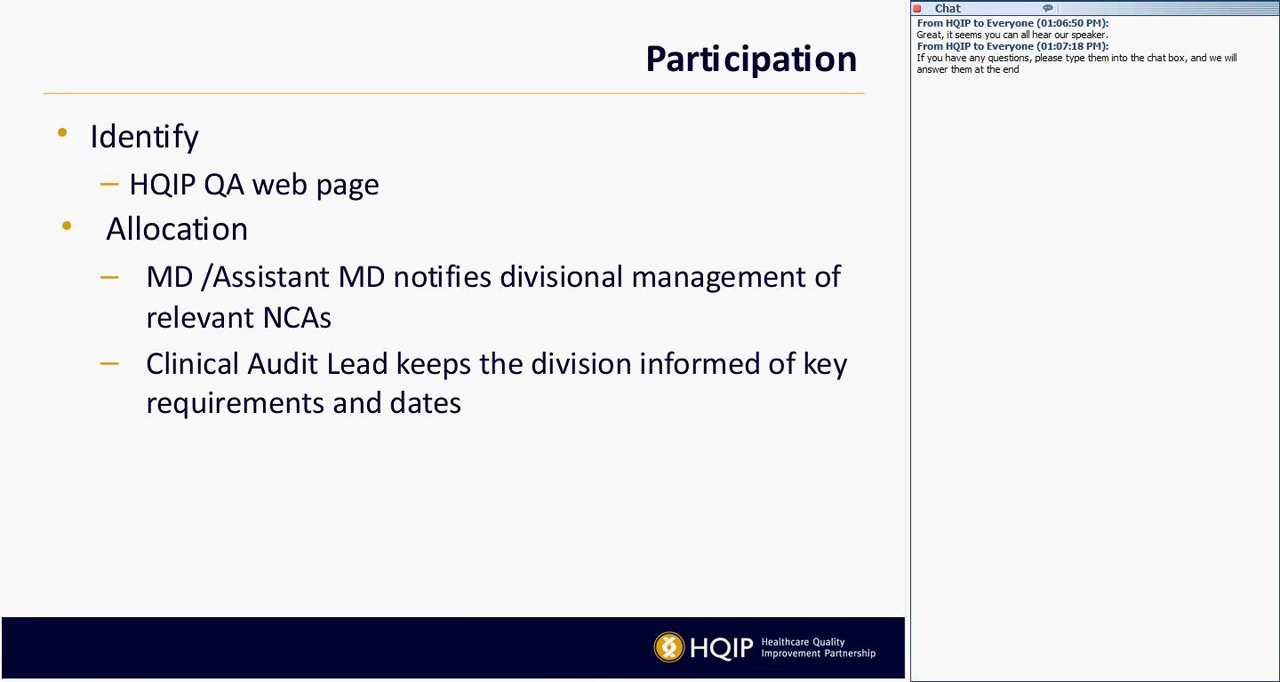 Participation
• Identify
– HQIP QA web page
• Allocation
– MD /Assistant MD notifies divisional management of
relevant NCAs
– Clinical Audit Lead keeps the division informed of key
requirements and dates
HQIP Healthcare Quality
Improvement Partnership
Chat
From HQIP to Everyone (01:06:50 PM):
Great, it seems you can all hear our speaker.
From HQIP to Everyone (01:07:18 PM):
If you have any questions, please type them into the chat box, and we will
answer them at the end